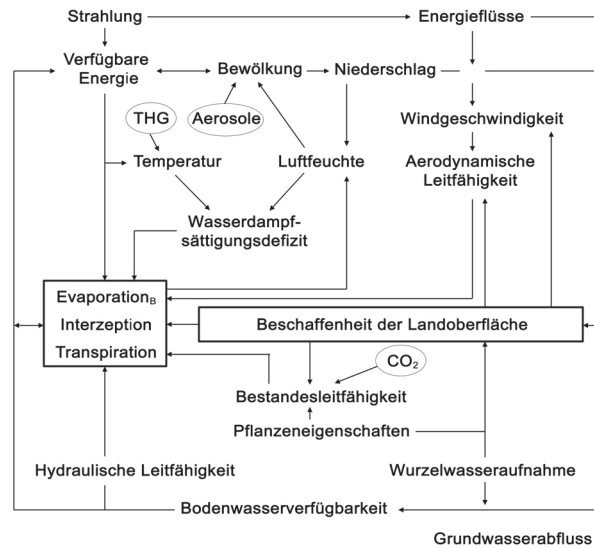 Strahlung
Energieflüsse
Verfügbare
Energie
Bewölkung
Niederschlag
THG
Aerosole
Windgeschwindigkeit
Temperatur
Luftfeuchte
Aerodynamische
Leitfähigkeit
Wasserdampf-
sättigungsdefizit
Evaporation_B
Interzeption
Transpiration
Beschaffenheit der Landoberfläche
CO₂
Bestandesleitfähigkeit
Pflanzeneigenschaften
Hydraulische Leitfähigkeit
Wurzelwasseraufnahme
Bodenwasserverfügbarkeit
Grundwasserabfluss